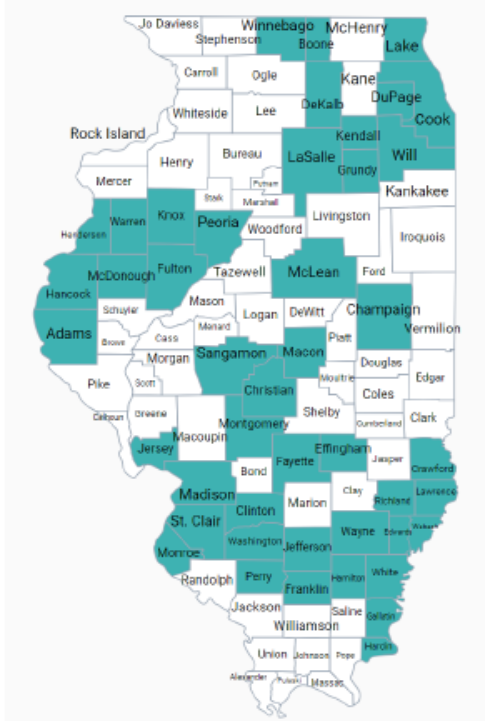 Jo Daviess
Stephenson
Winnebago
Boone
McHenry
Lake
Carroll
Ogle
Kane
DeKalb
DuPage
Cook
Whiteside
Lee
Rock Island
Kendall
Henry
Bureau
LaSalle
Will
Grundy
Mercer
Putnam
Kankakee
Stark
Marshall
Knox
Peoria
Livingston
Warren
Henderson
Woodford
Iroquois
Fulton
McDonough
Tazewell
McLean
Ford
Hancock
Mason
Schuyler
Logan
DeWitt
Champaign
Vermilion
Adams
Menard
Cass
Brown
Piatt
Morgan
Sangamon
Macon
Douglas
Edgar
Pike
Scott
Christian
Moultrie
Coles
Shelby
Calhoun
Greene
Cumberland
Clark
Montgomery
Macoupin
Jersey
Effingham
Fayette
Jasper
Crawford
Bond
Madison
Clay
Richland
Lawrence
Marion
Clinton
St. Clair
Wayne
Edwards
Wabash
Washington
Jefferson
Monroe
Randolph
Perry
Franklin
Hamilton
White
Jackson
Saline
Gallatin
Williamson
Hardin
Union
Johnson
Pope
Alexander
Pulaski
Massac